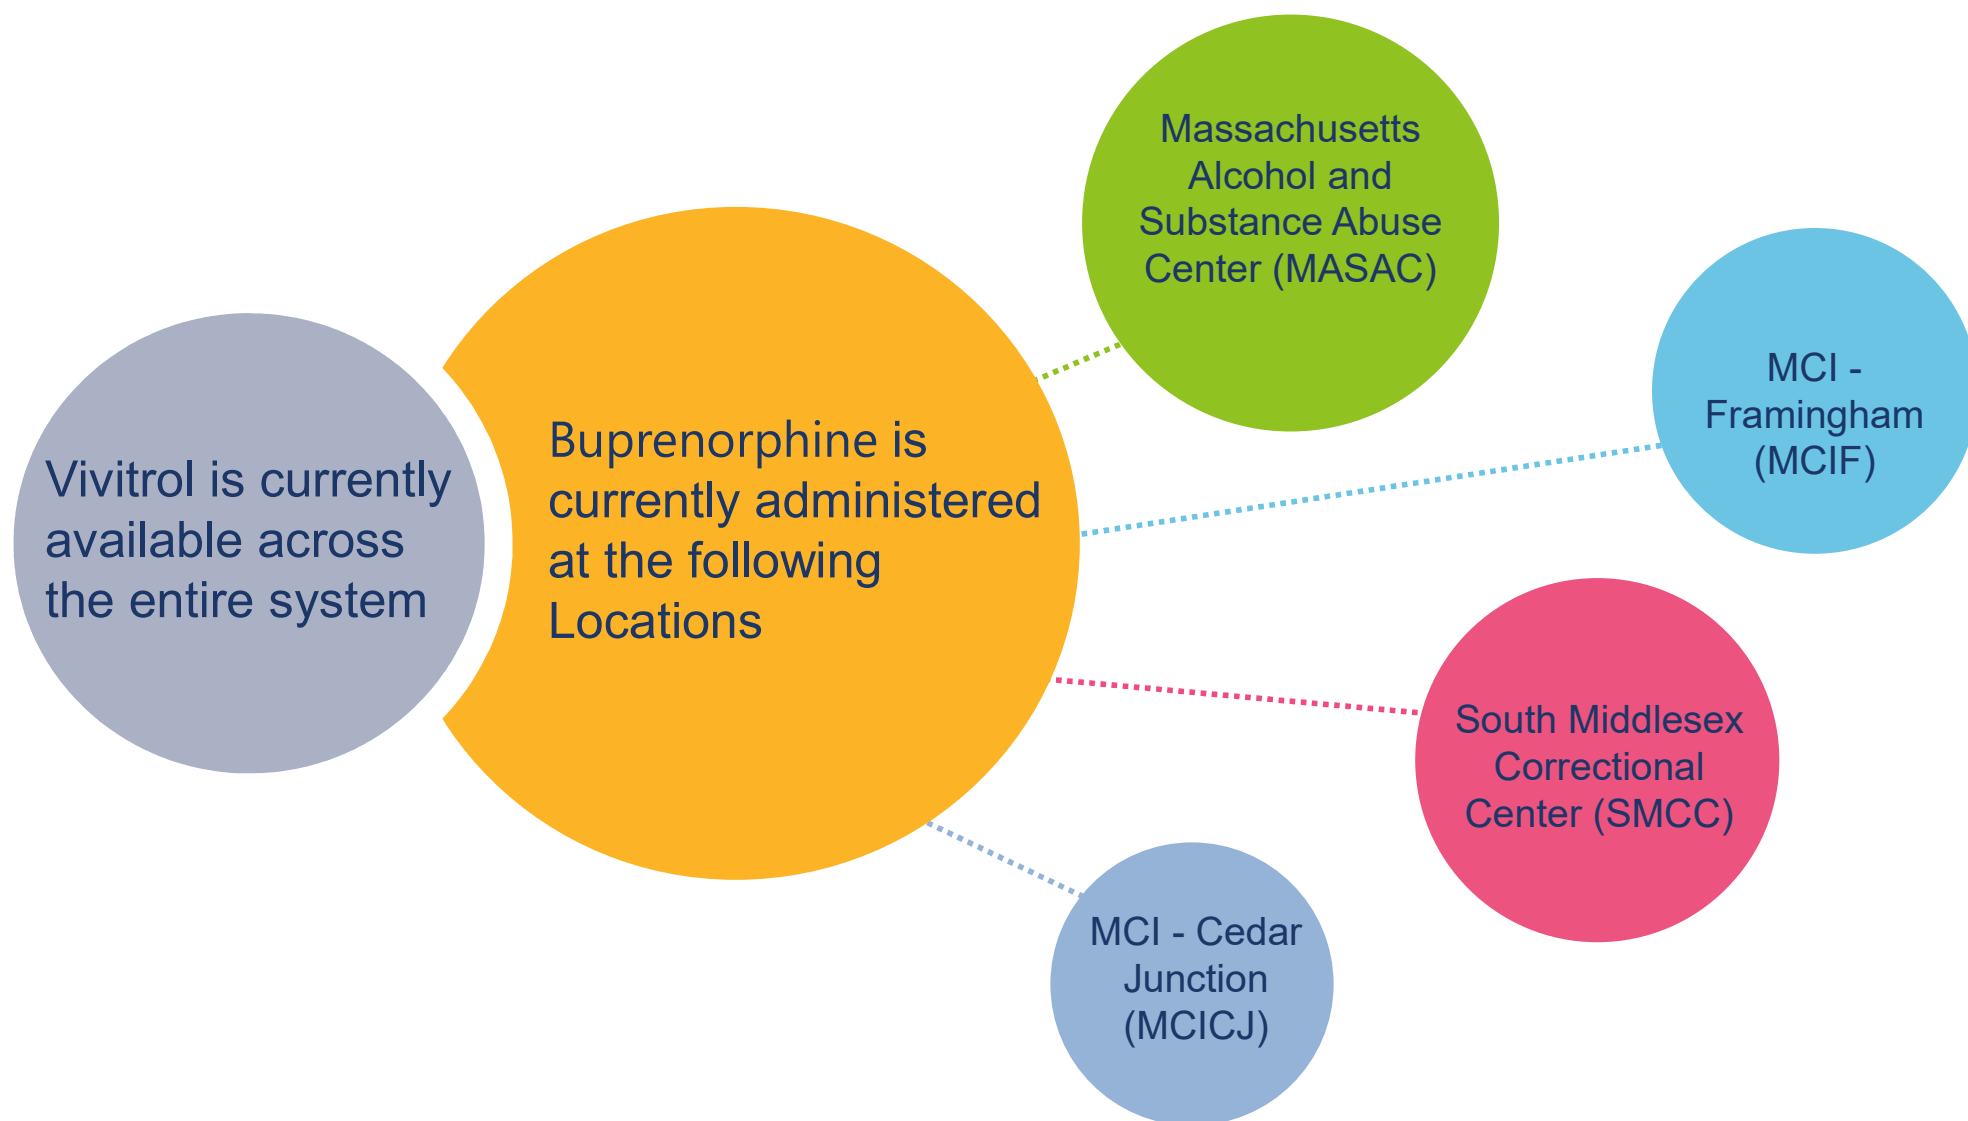 Vivitrol is currently
available across
the entire system
Buprenorphine is
currently administered
at the following
Locations
Massachusetts
Alcohol and
Substance Abuse
Center (MASAC)
MCI -
Framingham
(MCIF)
South Middlesex
Correctional
Center (SMCC)
MCI - Cedar
Junction
(MCICJ)